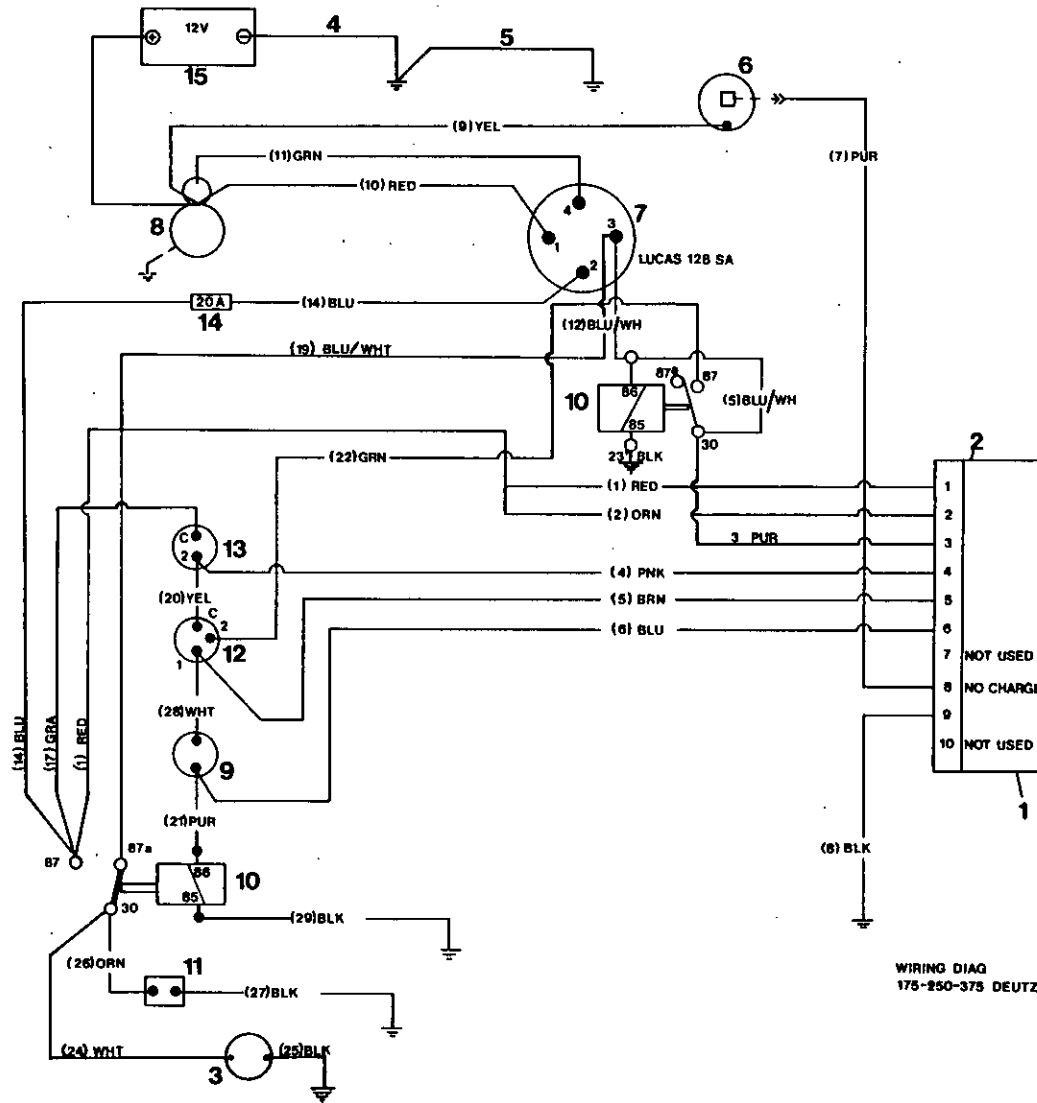 12V
4
5
15
6
(9)YEL
(7)PUR
(11)GRN
(10)RED
8
4
7
3
1
2
LUCAS 128 SA
20A
14
(14)BLU
(12)BLU/WH
(19) BLU/WHT
87a
87
10
86
85
(5)BLU/WH
30
23 BLK
(22)GRN
2
(1) RED
1
(2) ORN
2
3 PUR
3
C
2
13
(4) PNK
4
(20)YEL
(5) BRN
5
C
2
12
1
(6) BLU
6
7 NOT USED
8 NO CHARGE
9
10 NOT USED
1
(28)WHT
9
(14)BLU
(17)GRA
(1) RED
(21)PUR
87
87a
86
85
10
30
(29)BLK
(8) BLK
(26)ORN
11
(27)BLK
(24) WHT
3
(25)BLK
WIRING DIAG
175-250-375 DEUTZ